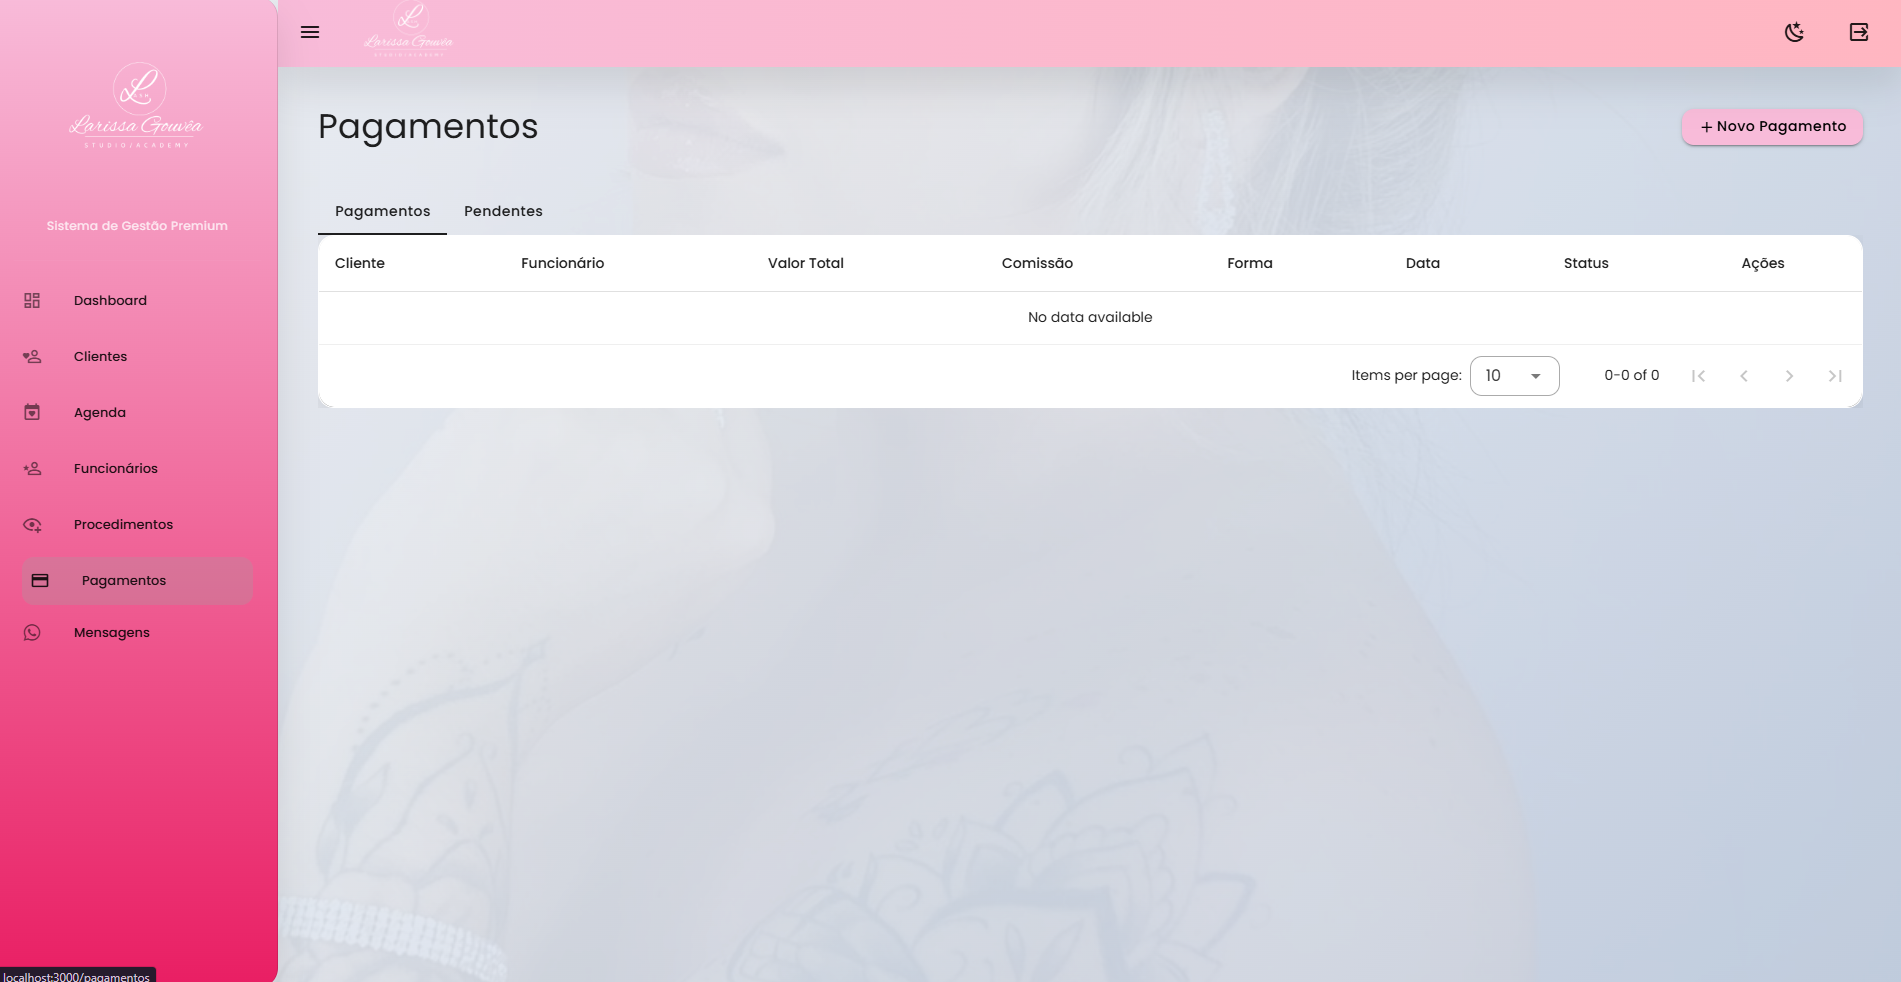 Larissa Gouvêa
STUDIO/ACADEMY
Sistema de Gestão Premium
Dashboard
Clientes
Agenda
Funcionários
Procedimentos
Pagamentos
Mensagens
localhost:3000/pagamentos
Larissa Gouvêa
STUDIO/ACADEMY
Pagamentos
+ Novo Pagamento
Pagamentos Pendentes
Cliente Funcionário Valor Total Comissão Forma Data Status Ações
No data available
Items per page: 10 0-0 of 0